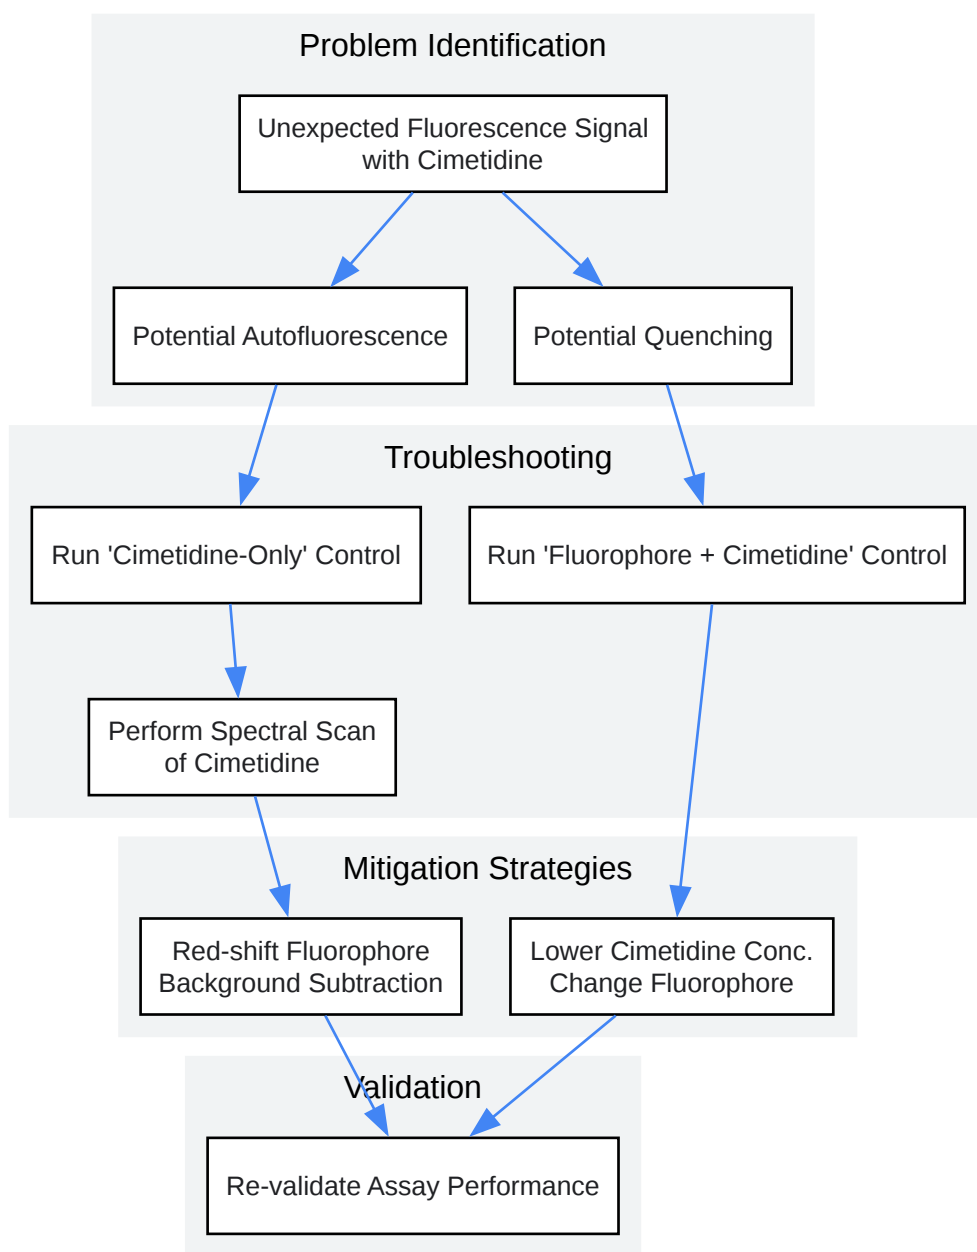 Problem Identification
Unexpected Fluorescence Signal
with Cimetidine
Potential Autofluorescence
Potential Quenching
Troubleshooting
Run 'Cimetidine-Only' Control
Run 'Fluorophore + Cimetidine' Control
Perform Spectral Scan
of Cimetidine
Mitigation Strategies
Red-shift Fluorophore
Background Subtraction
Lower Cimetidine Conc.
Change Fluorophore
Validation
Re-validate Assay Performance